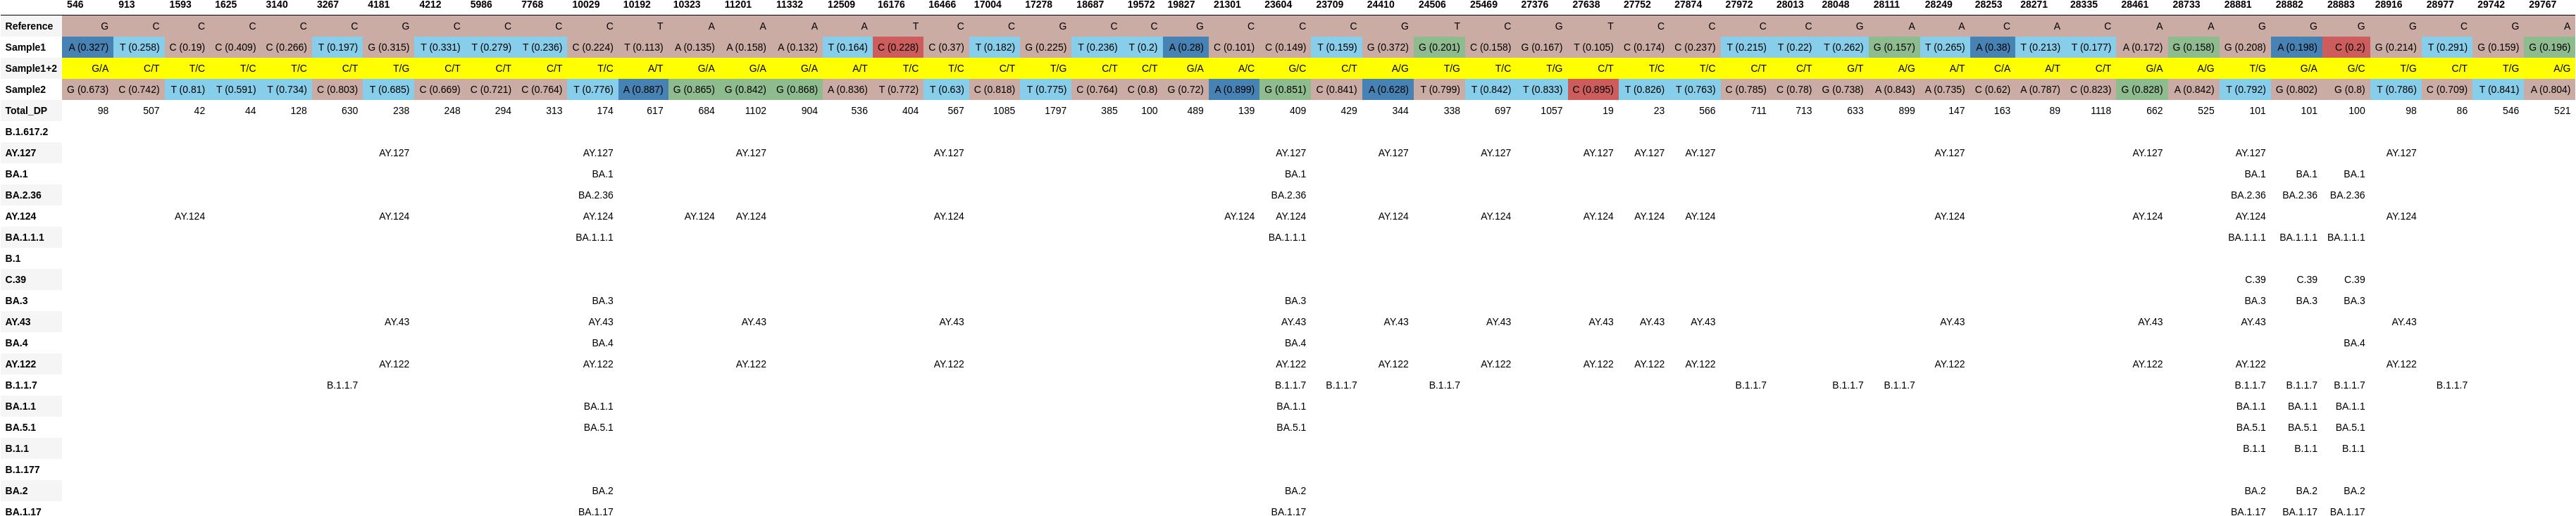 546 913 1593 1625 3140 3267 4181 4212 5986 7768 10029 10192 10323 11201 11332 12509 16176 16466 17004 17278 18687 19572 19827 21301 23604 23709 24410 24506 25469 27376 27638 27752 27874 27972 28013 28048 28111 28249 28253 28271 28335 28461 28733 28881 28882 28883 28916 28977 29742 29767
Reference G C C C C C G C C C C T A A A A T C C G C C G C C C G T C G T C C C C G A A C A C A A G G G G C G A
Sample1 A (0.327) T (0.258) C (0.19) C (0.409) C (0.266) T (0.197) G (0.315) T (0.331) T (0.279) T (0.236) C (0.224) T (0.113) A (0.135) A (0.158) A (0.132) T (0.164) C (0.228) C (0.37) T (0.182) G (0.225) T (0.236) T (0.2) A (0.28) C (0.101) C (0.149) T (0.159) G (0.372) G (0.201) C (0.158) G (0.167) T (0.105) C (0.174) C (0.237) T (0.215) T (0.22) T (0.262) G (0.157) T (0.265) A (0.38) T (0.213) T (0.177) A (0.172) G (0.158) G (0.208) A (0.198) C (0.2) G (0.214) T (0.291) G (0.159) G (0.196)
Sample1+2 G/A C/T T/C T/C T/C C/T T/G C/T C/T C/T T/C A/T G/A G/A G/A A/T T/C T/C C/T T/G C/T C/T G/A A/C G/C C/T A/G T/G T/C T/G C/T T/C T/C C/T C/T G/T A/G A/T C/A A/T C/T G/A A/G T/G G/A G/C T/G C/T T/G A/G
Sample2 G (0.673) C (0.742) T (0.81) T (0.591) T (0.734) C (0.803) T (0.685) C (0.669) C (0.721) C (0.764) T (0.776) A (0.887) G (0.865) G (0.842) G (0.868) A (0.836) T (0.772) T (0.63) C (0.818) T (0.775) C (0.764) C (0.8) G (0.72) A (0.899) G (0.851) C (0.841) A (0.628) T (0.799) T (0.842) T (0.833) C (0.895) T (0.826) T (0.763) C (0.785) C (0.78) G (0.738) A (0.843) A (0.735) C (0.62) A (0.787) C (0.823) G (0.828) A (0.842) T (0.792) G (0.802) G (0.8) T (0.786) C (0.709) T (0.841) A (0.804)
Total_DP 98 507 42 44 128 630 238 248 294 313 174 617 684 1102 904 536 404 567 1085 1797 385 100 489 139 409 429 344 338 697 1057 19 23 566 711 713 633 899 147 163 89 1118 662 525 101 101 100 98 86 546 521
B.1.617.2
AY.127 AY.127 AY.127 AY.127 AY.127 AY.127 AY.127 AY.127 AY.127 AY.127 AY.127 AY.127 AY.127 AY.127 AY.127
BA.1 BA.1 BA.1 BA.1 BA.1 BA.1
BA.2.36 BA.2.36 BA.2.36 BA.2.36 BA.2.36 BA.2.36
AY.124 AY.124 AY.124 AY.124 AY.124 AY.124 AY.124 AY.124 AY.124 AY.124 AY.124 AY.124 AY.124 AY.124 AY.124 AY.124 AY.124 AY.124
BA.1.1.1 BA.1.1.1 BA.1.1.1 BA.1.1.1 BA.1.1.1 BA.1.1.1
B.1
C.39 C.39 C.39 C.39
BA.3 BA.3 BA.3 BA.3 BA.3 BA.3
AY.43 AY.43 AY.43 AY.43 AY.43 AY.43 AY.43 AY.43 AY.43 AY.43 AY.43 AY.43 AY.43 AY.43 AY.43
BA.4 BA.4 BA.4 BA.4
AY.122 AY.122 AY.122 AY.122 AY.122 AY.122 AY.122 AY.122 AY.122 AY.122 AY.122 AY.122 AY.122 AY.122 AY.122
B.1.1.7 B.1.1.7 B.1.1.7 B.1.1.7 B.1.1.7 B.1.1.7 B.1.1.7 B.1.1.7 B.1.1.7 B.1.1.7 B.1.1.7 B.1.1.7
BA.1.1 BA.1.1 BA.1.1 BA.1.1 BA.1.1 BA.1.1
BA.5.1 BA.5.1 BA.5.1 BA.5.1 BA.5.1 BA.5.1
B.1.1 B.1.1 B.1.1 B.1.1
B.1.177
BA.2 BA.2 BA.2 BA.2 BA.2 BA.2
BA.1.17 BA.1.17 BA.1.17 BA.1.17 BA.1.17 BA.1.17